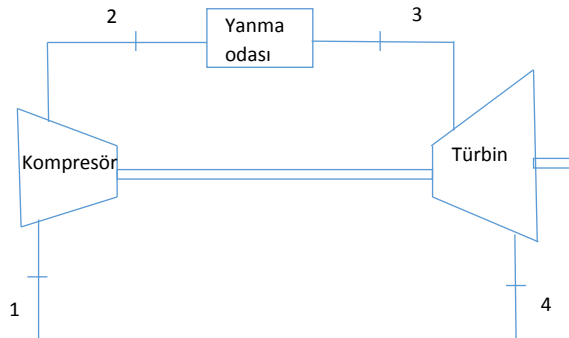 2
Yanma
odası
3
Kompresör
Türbin
1
4